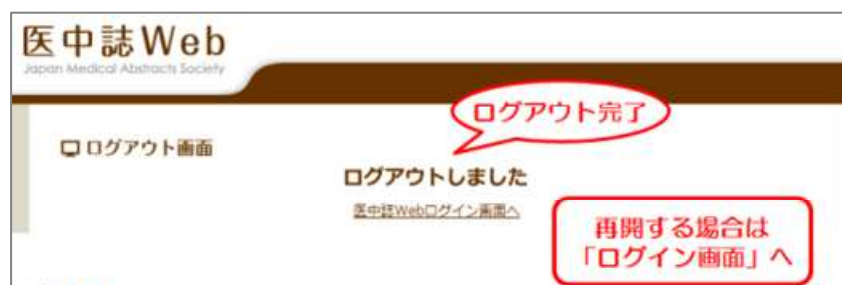 医中誌Web
Japan Medical Abstracts Society
ログアウト完了
ログアウト画面
ログアウトしました
医中誌Webログイン画面へ
再開する場合は
「ログイン画面」へ